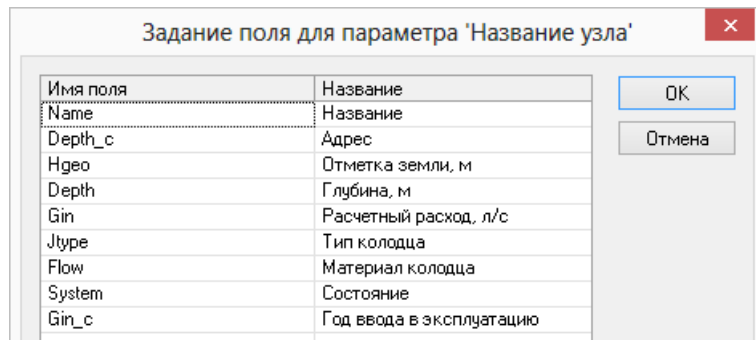 Задание поля для параметра 'Название узла'
Имя поля Название
Name Название
Depth_c Адрес
Hgeo Отметка земли, м
Depth Глубина, м
Gin Расчетный расход, л/с
Jtype Тип колодца
Flow Материал колодца
System Состояние
Gin_c Год ввода в эксплуатацию
OK
Отмена